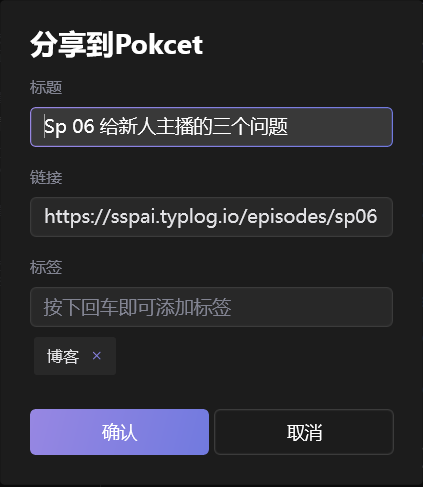 分享到Pokcet
标题
Sp 06 给新人主播的三个问题
链接
https://sspai.typlog.io/episodes/sp06
标签
按下回车即可添加标签
博客 ×
确认 取消